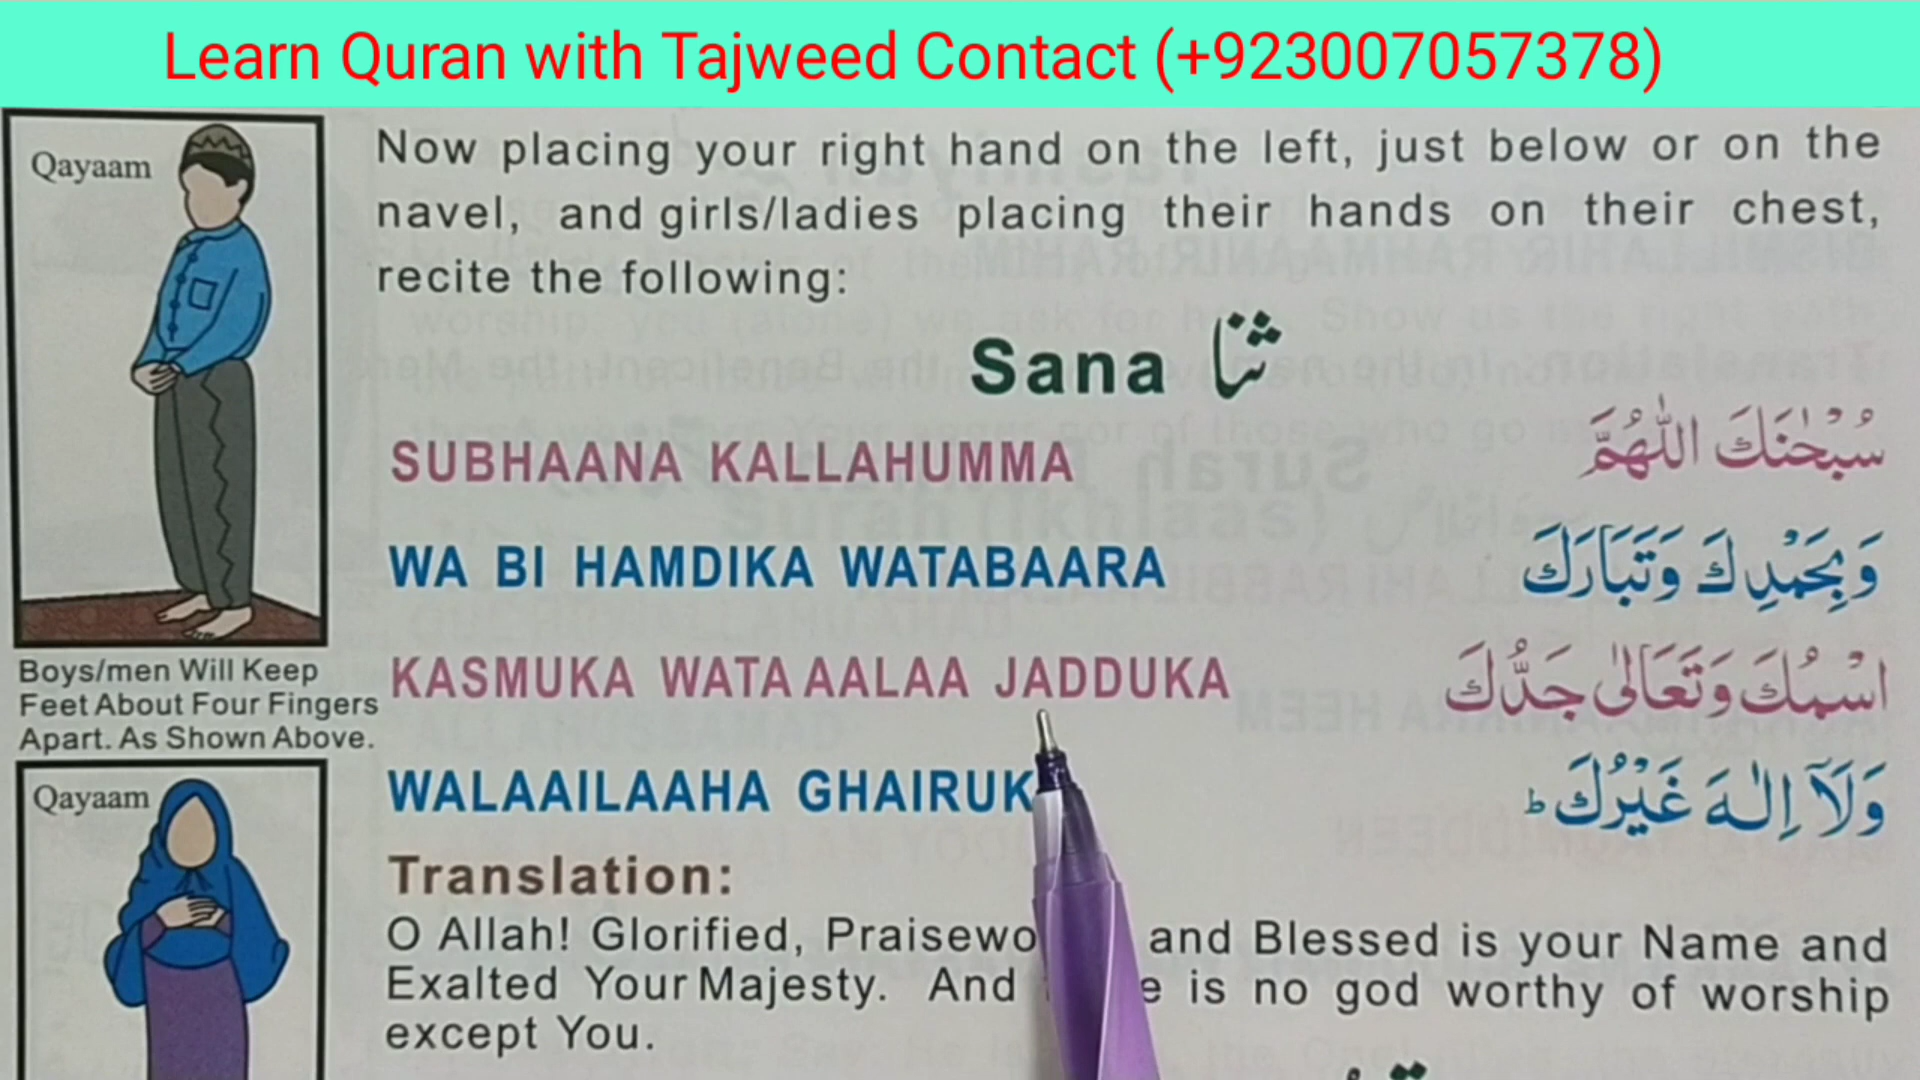 Learn Quran with Tajweed Contact (+923007057378)
Qayaam
Now placing your right hand on the left, just below or on the
navel, and girls/ladies placing their hands on their chest,
recite the following:
Sana ثنا
SUBHAANA KALLAHUMMA سُبْحٰنَكَ اللّٰهُمَّ
WA BI HAMDIKA WATABAARA وَبِحَمْدِكَ وَتَبَارَكَ
KASMUKA WATA AALAA JADDUKA اسْمُكَ وَتَعَالٰى جَدُّكَ
WALAAILAAHA GHAIRUK وَلَآ اِلٰهَ غَيْرُكَ ؕ
Boys/men Will Keep
Feet About Four Fingers
Apart. As Shown Above.
Qayaam
Translation:
O Allah! Glorified, and Blessed is your Name and
Exalted Your Majesty. And is no god worthy of worship
except You.